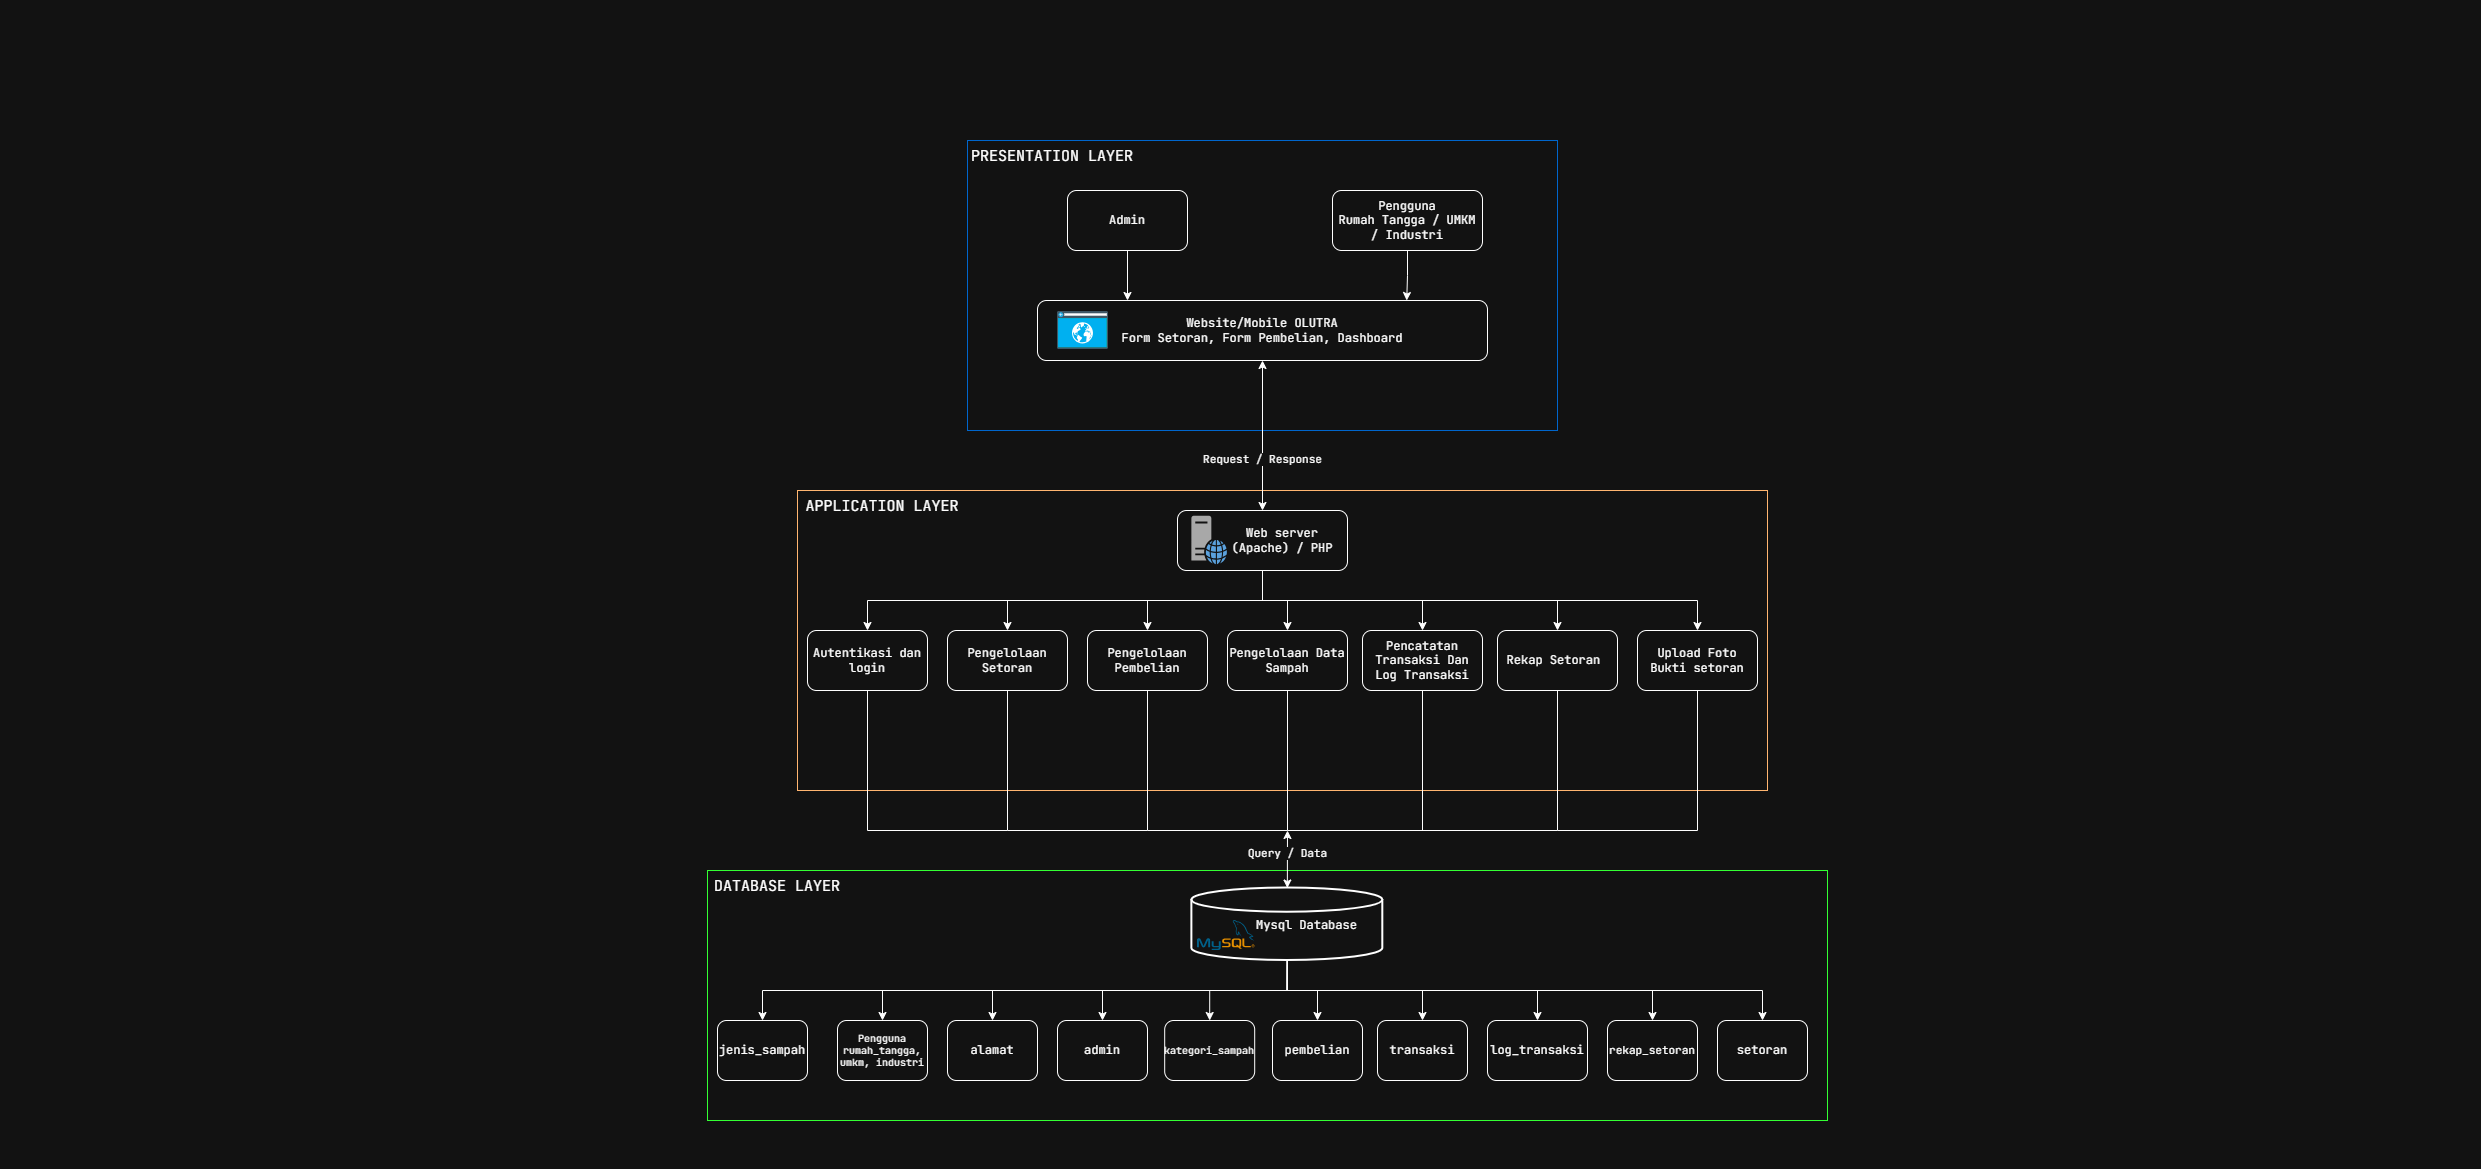 PRESENTATION LAYER
Admin
Pengguna
Rumah Tangga / UMKM
/ Industri
Website/Mobile OLUTRA
Form Setoran, Form Pembelian, Dashboard
Request / Response
APPLICATION LAYER
Web server
(Apache) / PHP
Autentikasi dan
login
Pengelolaan
Setoran
Pengelolaan
Pembelian
Pengelolaan Data
Sampah
Pencatatan
Transaksi Dan
Log Transaksi
Rekap Setoran
Upload Foto
Bukti setoran
Query / Data
DATABASE LAYER
Mysql Database
MySQL
jenis_sampah
Pengguna
rumah_tangga,
umkm, industri
alamat
admin
kategori_sampah
pembelian
transaksi
log_transaksi
rekap_setoran
setoran